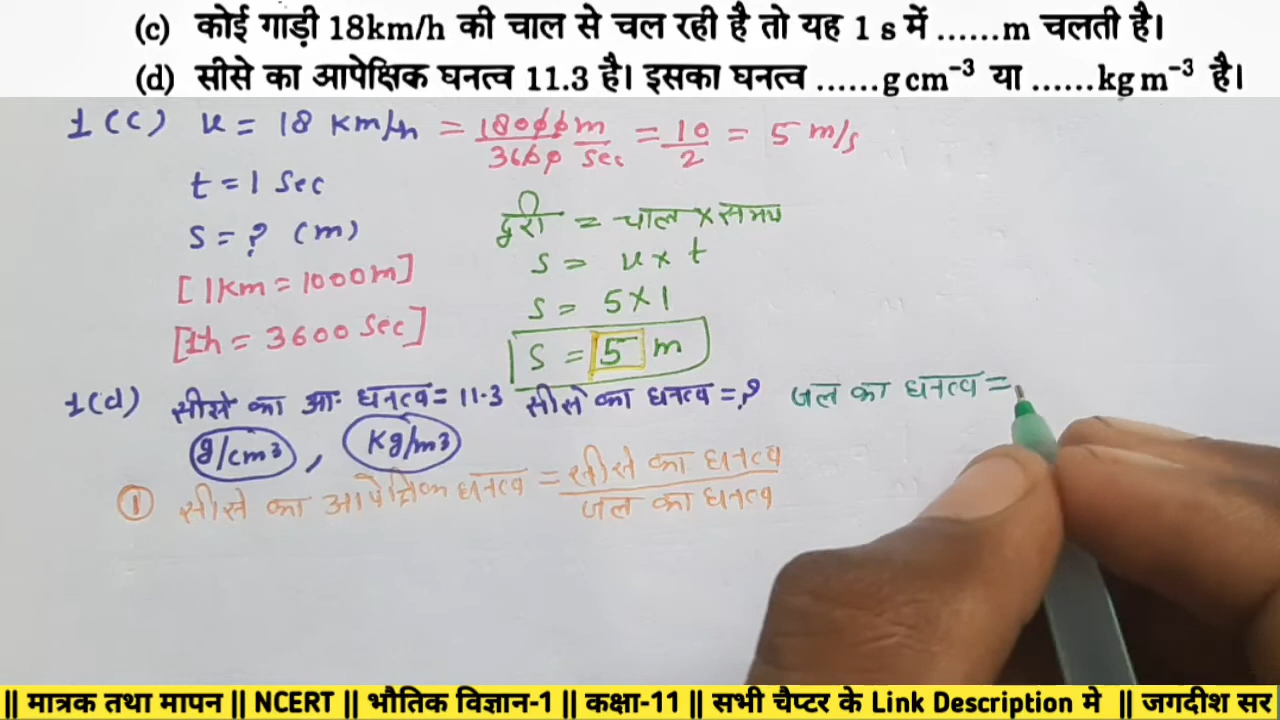 (c) कोई गाड़ी 18km/h की चाल से चल रही है तो यह 1 s में ......m चलती है।
(d) सीसे का आपेक्षिक घनत्व 11.3 है। इसका घनत्व ......g cm⁻³ या ......kg m⁻³ है।
1(c) v = 18 km/h = 18000 m / 3600 sec = 10/2 = 5 m/s
t = 1 sec
s = ? (m)
[1km = 1000m]
[1h = 3600 sec]
दूरी = चाल × समय
s = v × t
s = 5 × 1
s = 5 m
1(d) सीसे का आ. घनत्व = 11.3 सीसे का घनत्व = ? जल का घनत्व =
g/cm3 , kg/m3
① सीसे का आपेक्षिक घनत्व = सीसे का घनत्व / जल का घनत्व
|| मात्रक तथा मापन || NCERT || भौतिक विज्ञान-1 || कक्षा-11 || सभी चैप्टर के Link Description मे || जगदीश सर